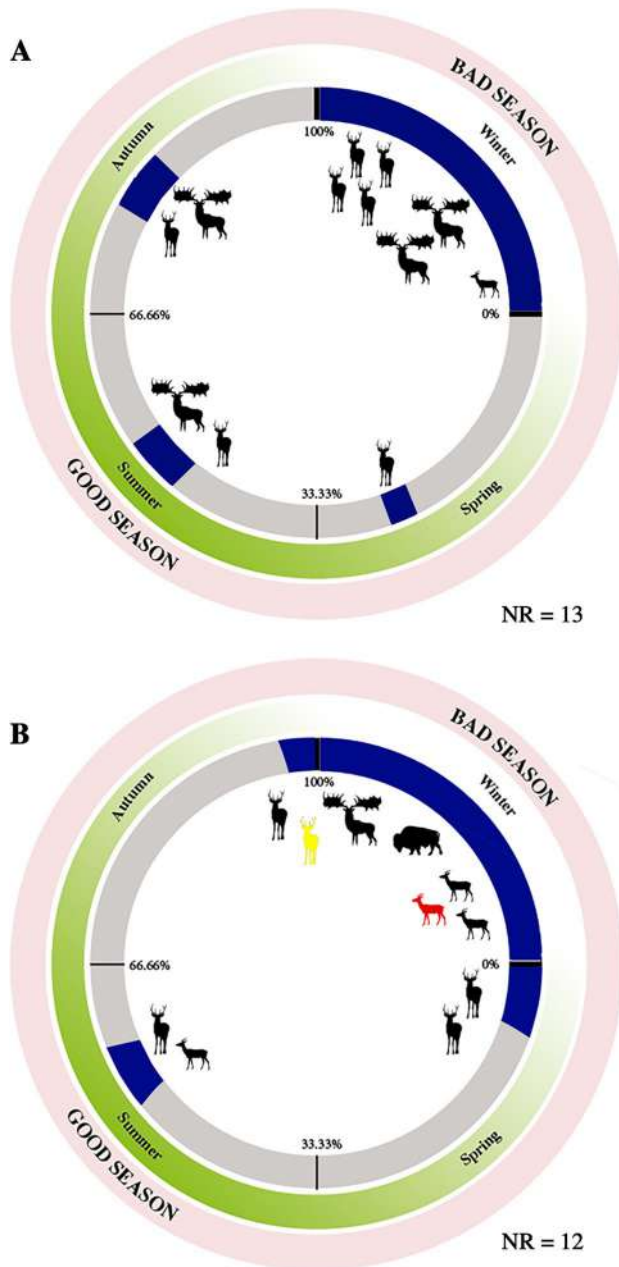 A
BAD SEASON
Winter
Autumn
100%
66.66%
0%
33.33%
Summer
Spring
GOOD SEASON
NR = 13
B
BAD SEASON
Winter
Autumn
100%
66.66%
0%
33.33%
Summer
Spring
GOOD SEASON
NR = 12